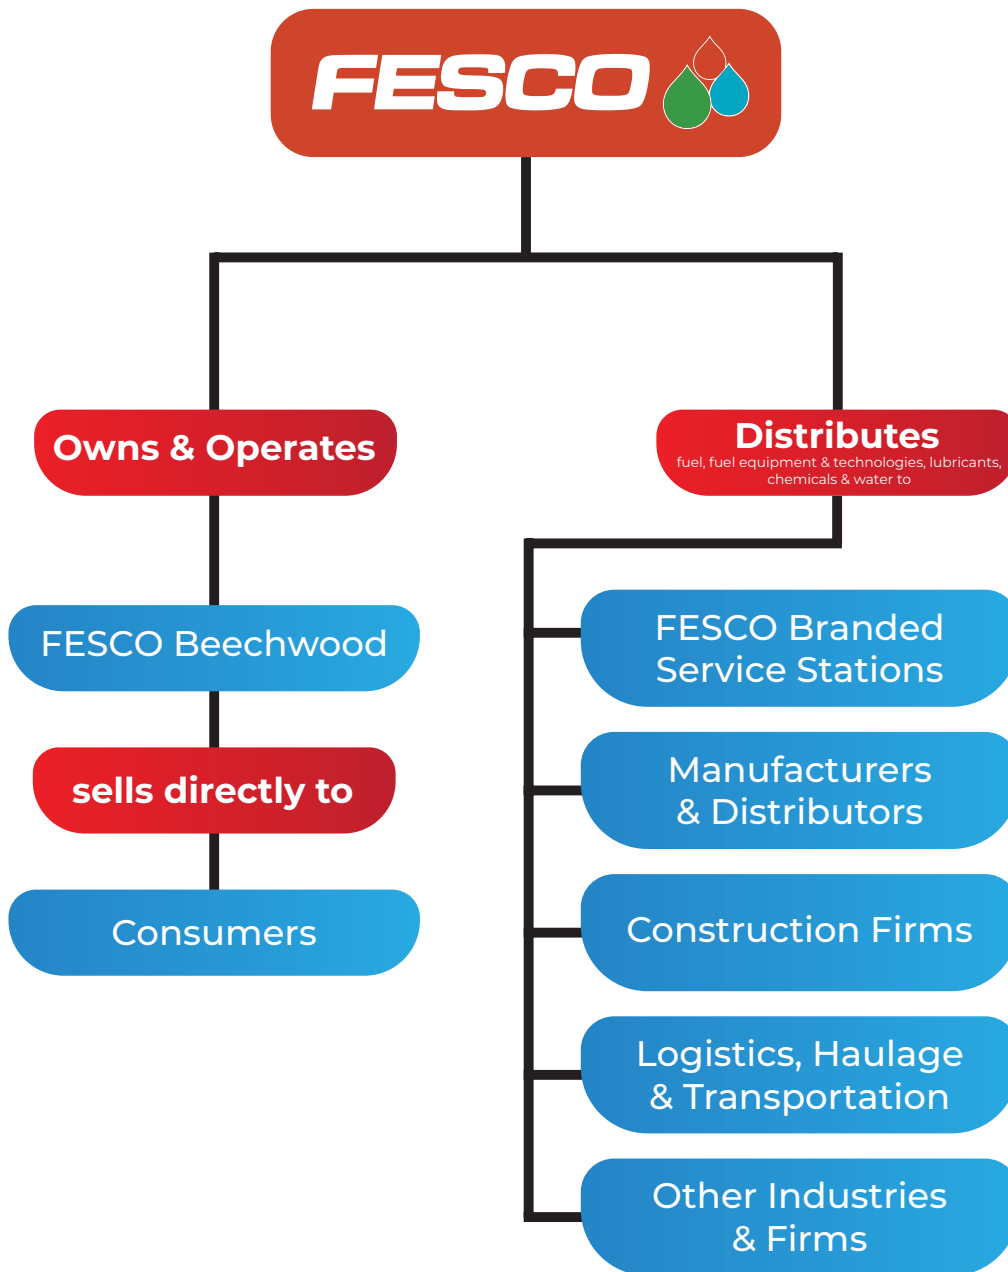 FESCO
Owns & Operates
FESCO Beechwood
sells directly to
Consumers
Distributes
fuel, fuel equipment & technologies, lubricants,
chemicals & water to
FESCO Branded
Service Stations
Manufacturers
& Distributors
Construction Firms
Logistics, Haulage
& Transportation
Other Industries
& Firms